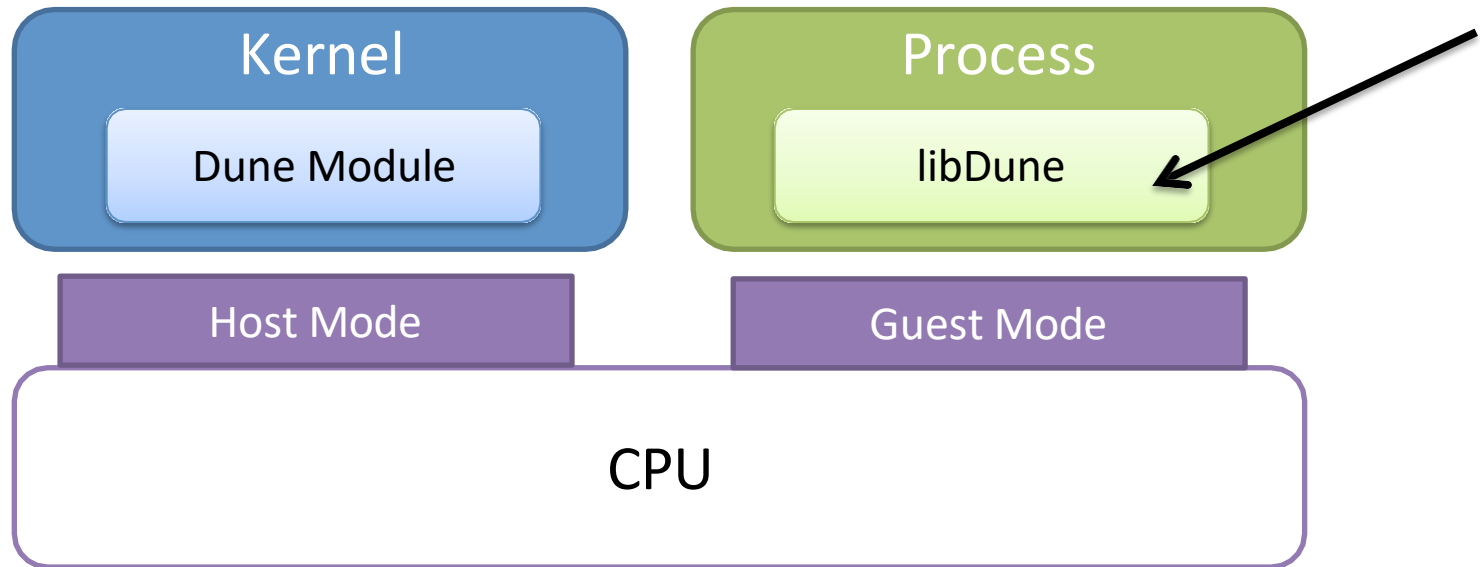 Kernel
Process
Dune Module
libDune
Host Mode
Guest Mode
CPU